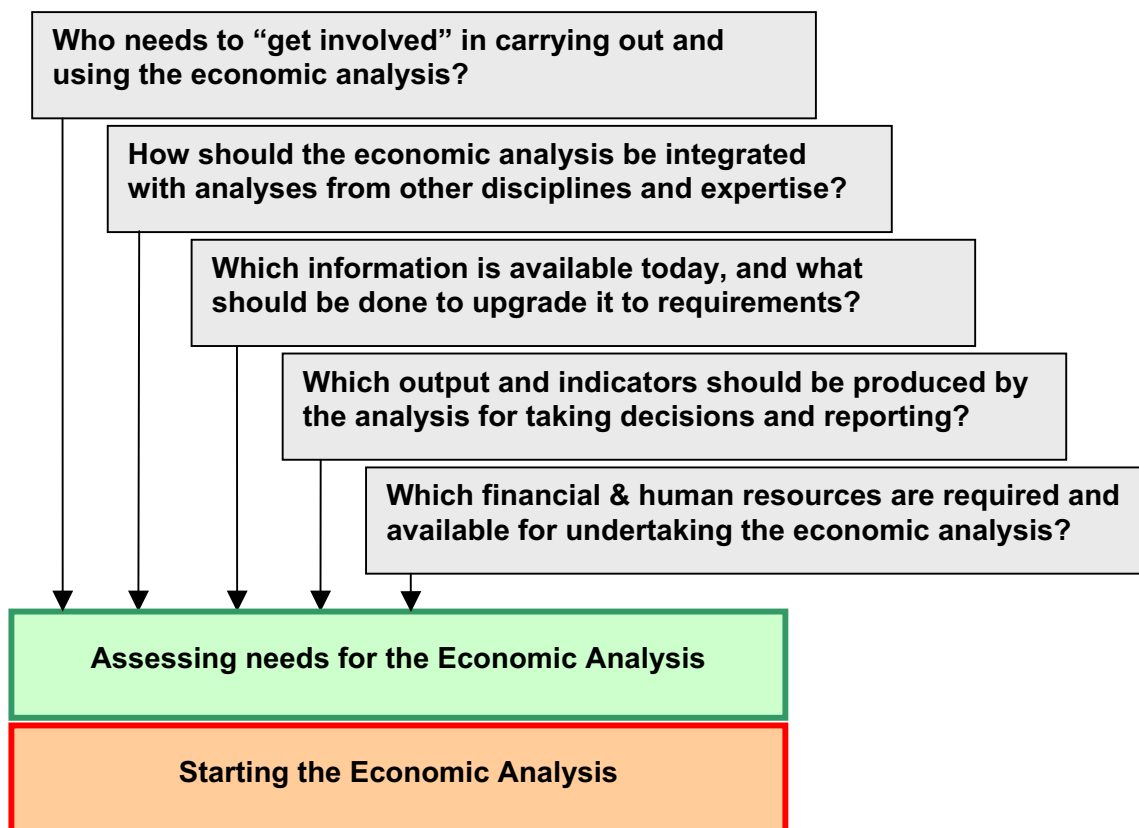 Who needs to “get involved” in carrying out and
using the economic analysis?
How should the economic analysis be integrated
with analyses from other disciplines and expertise?
Which information is available today, and what
should be done to upgrade it to requirements?
Which output and indicators should be produced by
the analysis for taking decisions and reporting?
Which financial & human resources are required and
available for undertaking the economic analysis?
Assessing needs for the Economic Analysis
Starting the Economic Analysis